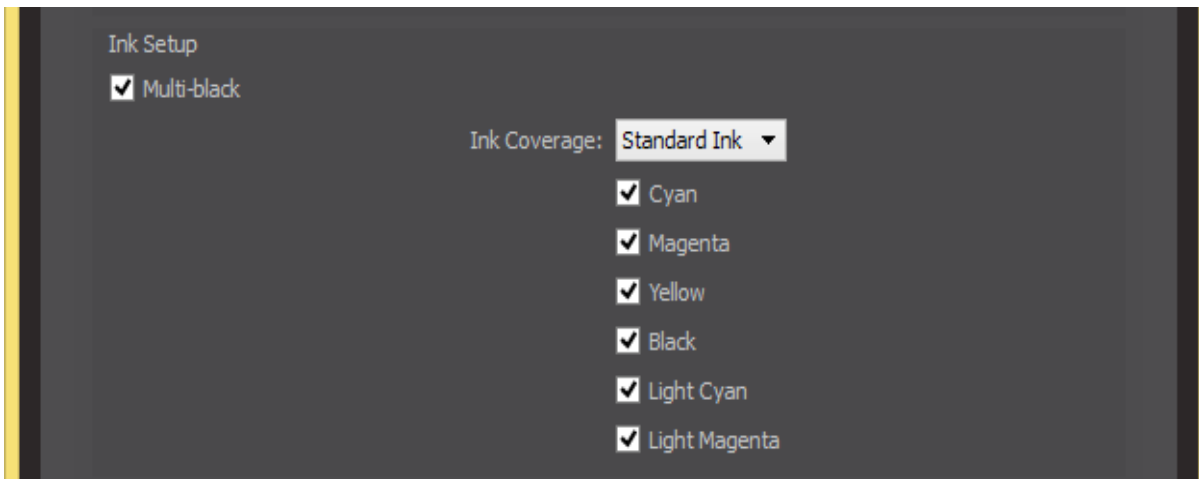 Ink Setup
Multi-black
Ink Coverage: Standard Ink
Cyan
Magenta
Yellow
Black
Light Cyan
Light Magenta